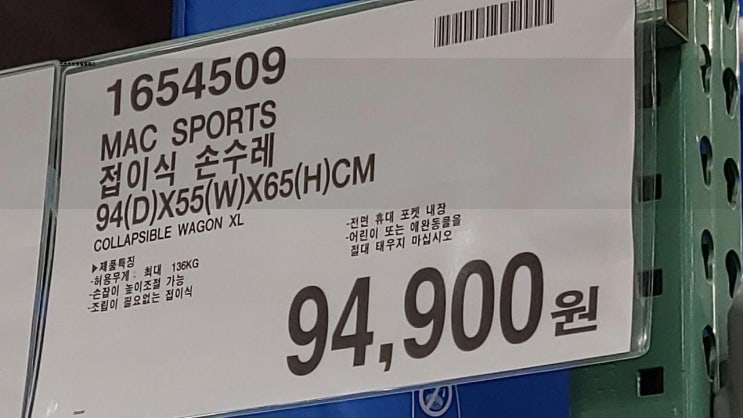 1654509
MAC SPORTS
접이식 손수레
94(D)X55(W)X65(H)CM
COLLAPSIBLE WAGON XL
▶제품특징
-허용무게 : 최대 136KG
-손잡이 높이조절 가능
-조립이 필요없는 접이식
-전면 휴대 포켓 내장
-어린이 또는 애완동물을
절대 태우지 마십시오
94,900원